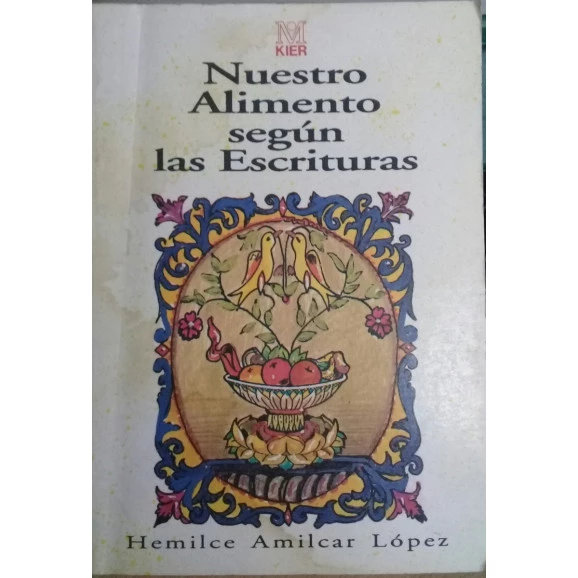 KIER
Nuestro
Alimento
según
las Escrituras
Hemilce Amilcar López